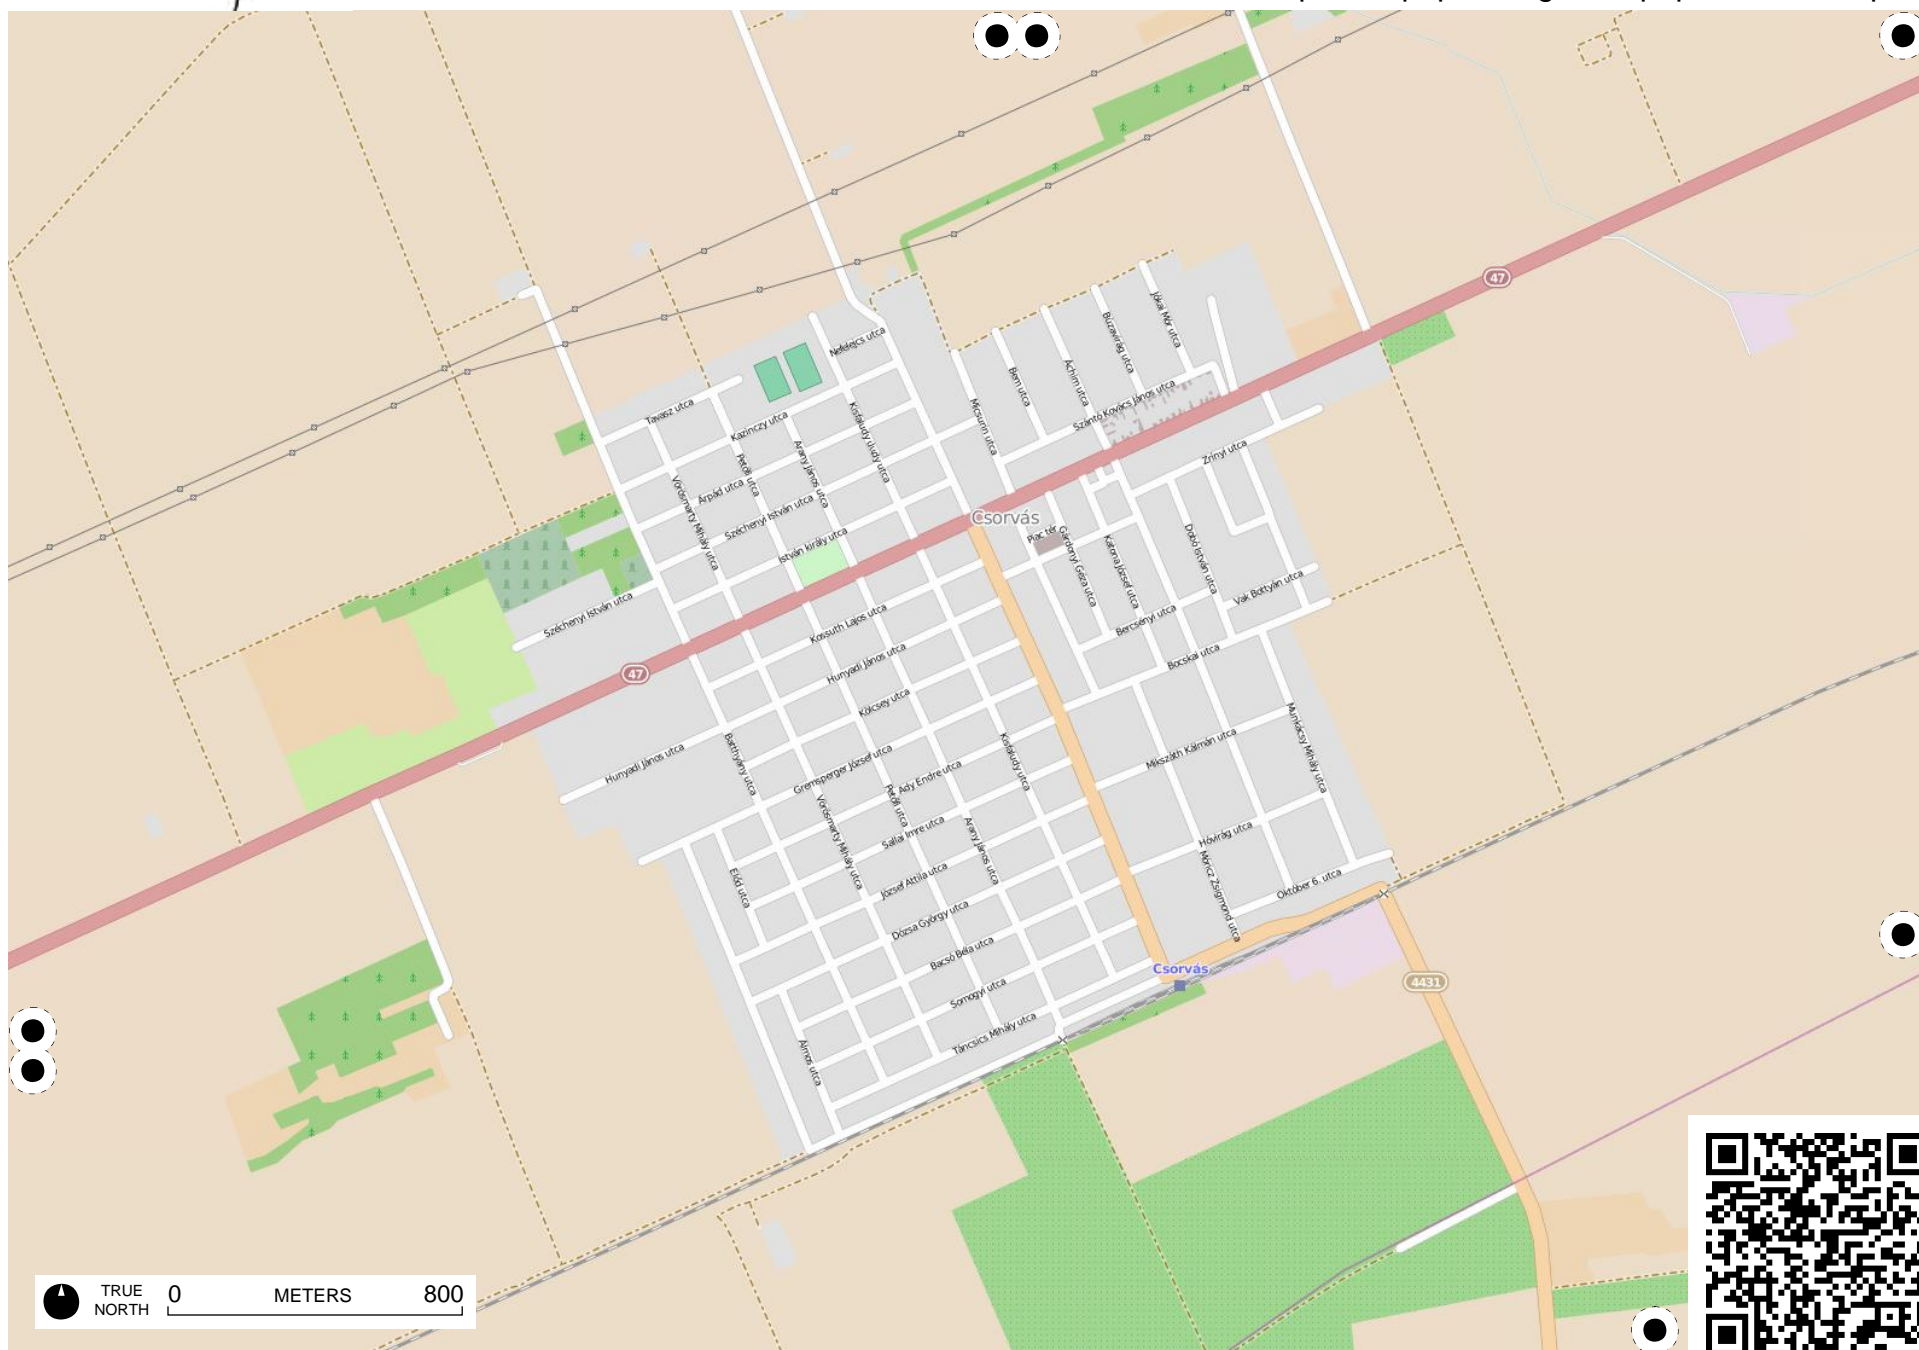 47
Jókai Mór utca
Búzavirág utca
Nefelejcs utca
Bem utca
Áchim utca
Szántó Kovács János utca
Tavasz utca
Micsurin utca
Kazinczy utca
Arany János utca
Petőfi utca
Zrínyi utca
Vörösmarty Mihály utca
Árpád utca
Széchenyi István utca
Csorvás
István király utca
Piac tér
Gárdonyi Géza utca
Katona József utca
Dobó István utca
Vak Bottyán utca
Széchenyi István utca
Kossuth Lajos utca
Bercsényi utca
Hunyadi János utca
Bocskai utca
47
Kölcsey utca
Batthyány utca
Kisfaludy utca
Munkácsy Mihály utca
Mikszáth Kálmán utca
Hunyadi János utca
Gremsperger József utca
Ady Endre utca
Petőfi utca
Vörösmarty Mihály utca
Sallai Imre utca
Arany János utca
Hóvirág utca
Előd utca
József Attila utca
Móricz Zsigmond utca
Október 6. utca
Dózsa György utca
Bacsó Béla utca
Csorvás
4431
Somogyi utca
Táncsics Mihály utca
Álmos utca
TRUE
NORTH
0 METERS 800